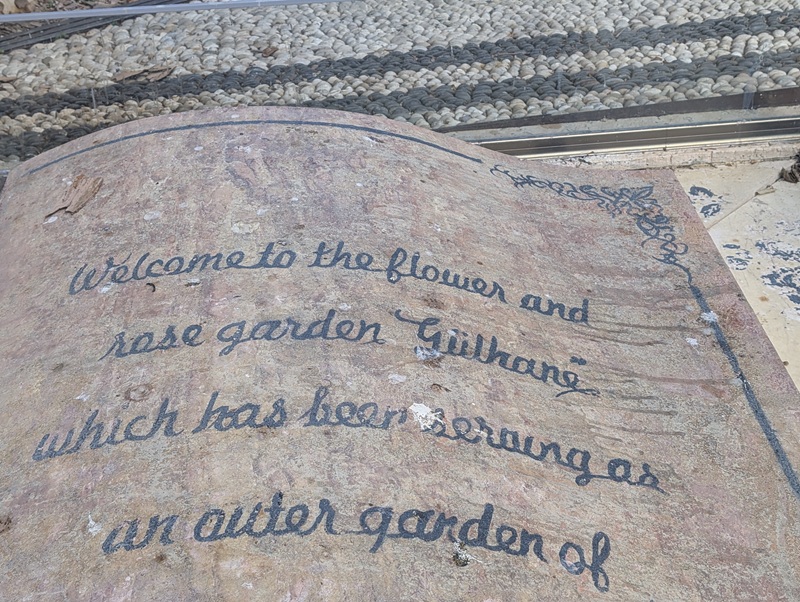 Welcome to the flower and
rose garden "Gülhane"
which has been serving as
an outer garden of